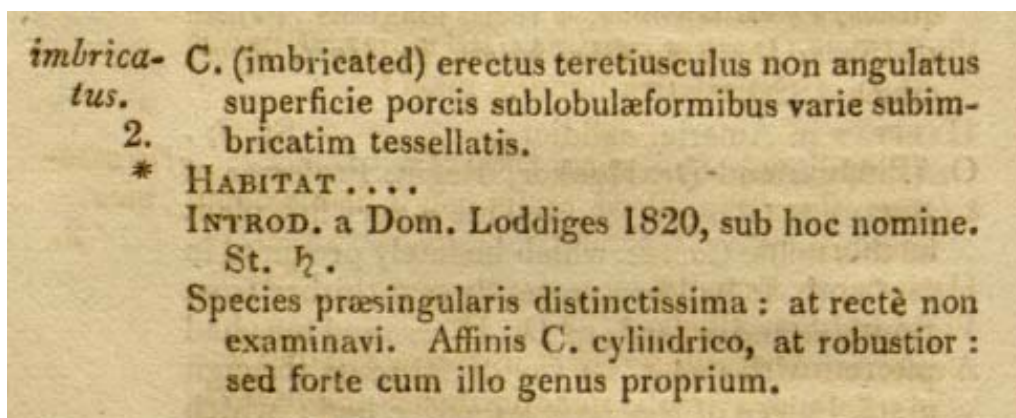 imbrica- C. (imbricated) erectus teretiusculus non angulatus
tus. superficie porcis sublobulæformibus varie subim-
2. bricatim tessellatis.
* HABITAT ....
INTROD. a Dom. Loddiges 1820, sub hoc nomine.
St. ♄.
Species præsingularis distinctissima : at rectè non
examinavi. Affinis C. cylindrico, at robustior :
sed forte cum illo genus proprium.